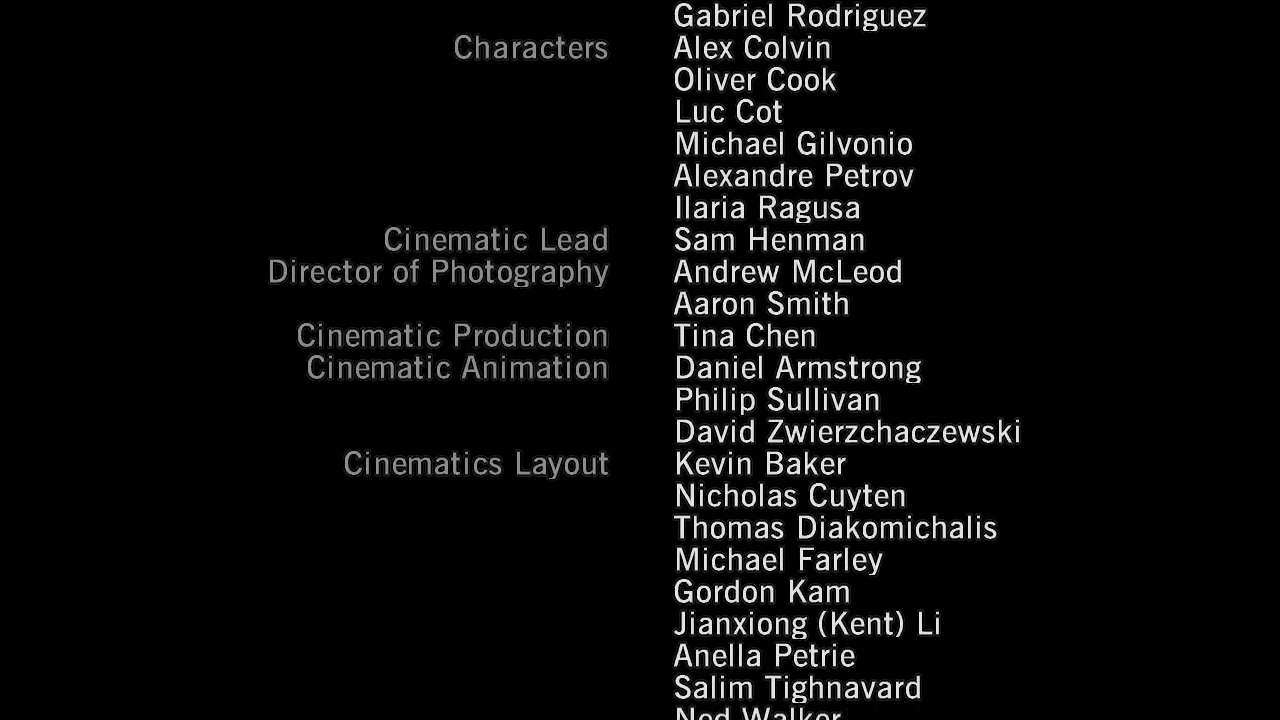 Gabriel Rodriguez
Characters Alex Colvin
Oliver Cook
Luc Cot
Michael Gilvonio
Alexandre Petrov
Ilaria Ragusa
Cinematic Lead Sam Henman
Director of Photography Andrew McLeod
Aaron Smith
Cinematic Production Tina Chen
Cinematic Animation Daniel Armstrong
Philip Sullivan
David Zwierzchaczewski
Cinematics Layout Kevin Baker
Nicholas Cuyten
Thomas Diakomichalis
Michael Farley
Gordon Kam
Jianxiong (Kent) Li
Anella Petrie
Salim Tighnavard
Ned Walker